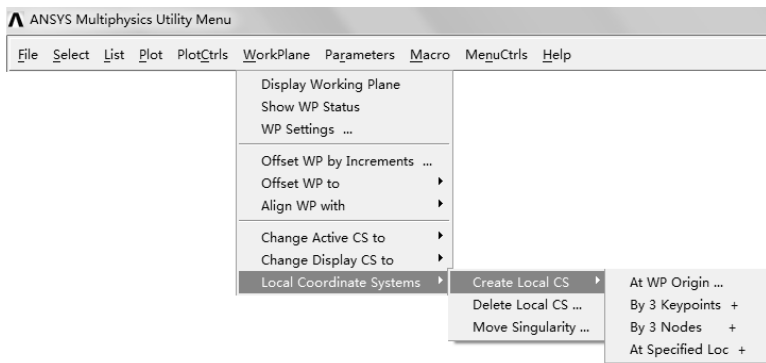 ANSYS Multiphysics Utility Menu
File Select List Plot PlotCtrls WorkPlane Parameters Macro MenuCtrls Help
Display Working Plane
Show WP Status
WP Settings ...
Offset WP by Increments ...
Offset WP to
Align WP with
Change Active CS to
Change Display CS to
Local Coordinate Systems
Create Local CS
Delete Local CS ...
Move Singularity ...
At WP Origin ...
By 3 Keypoints +
By 3 Nodes +
At Specified Loc +